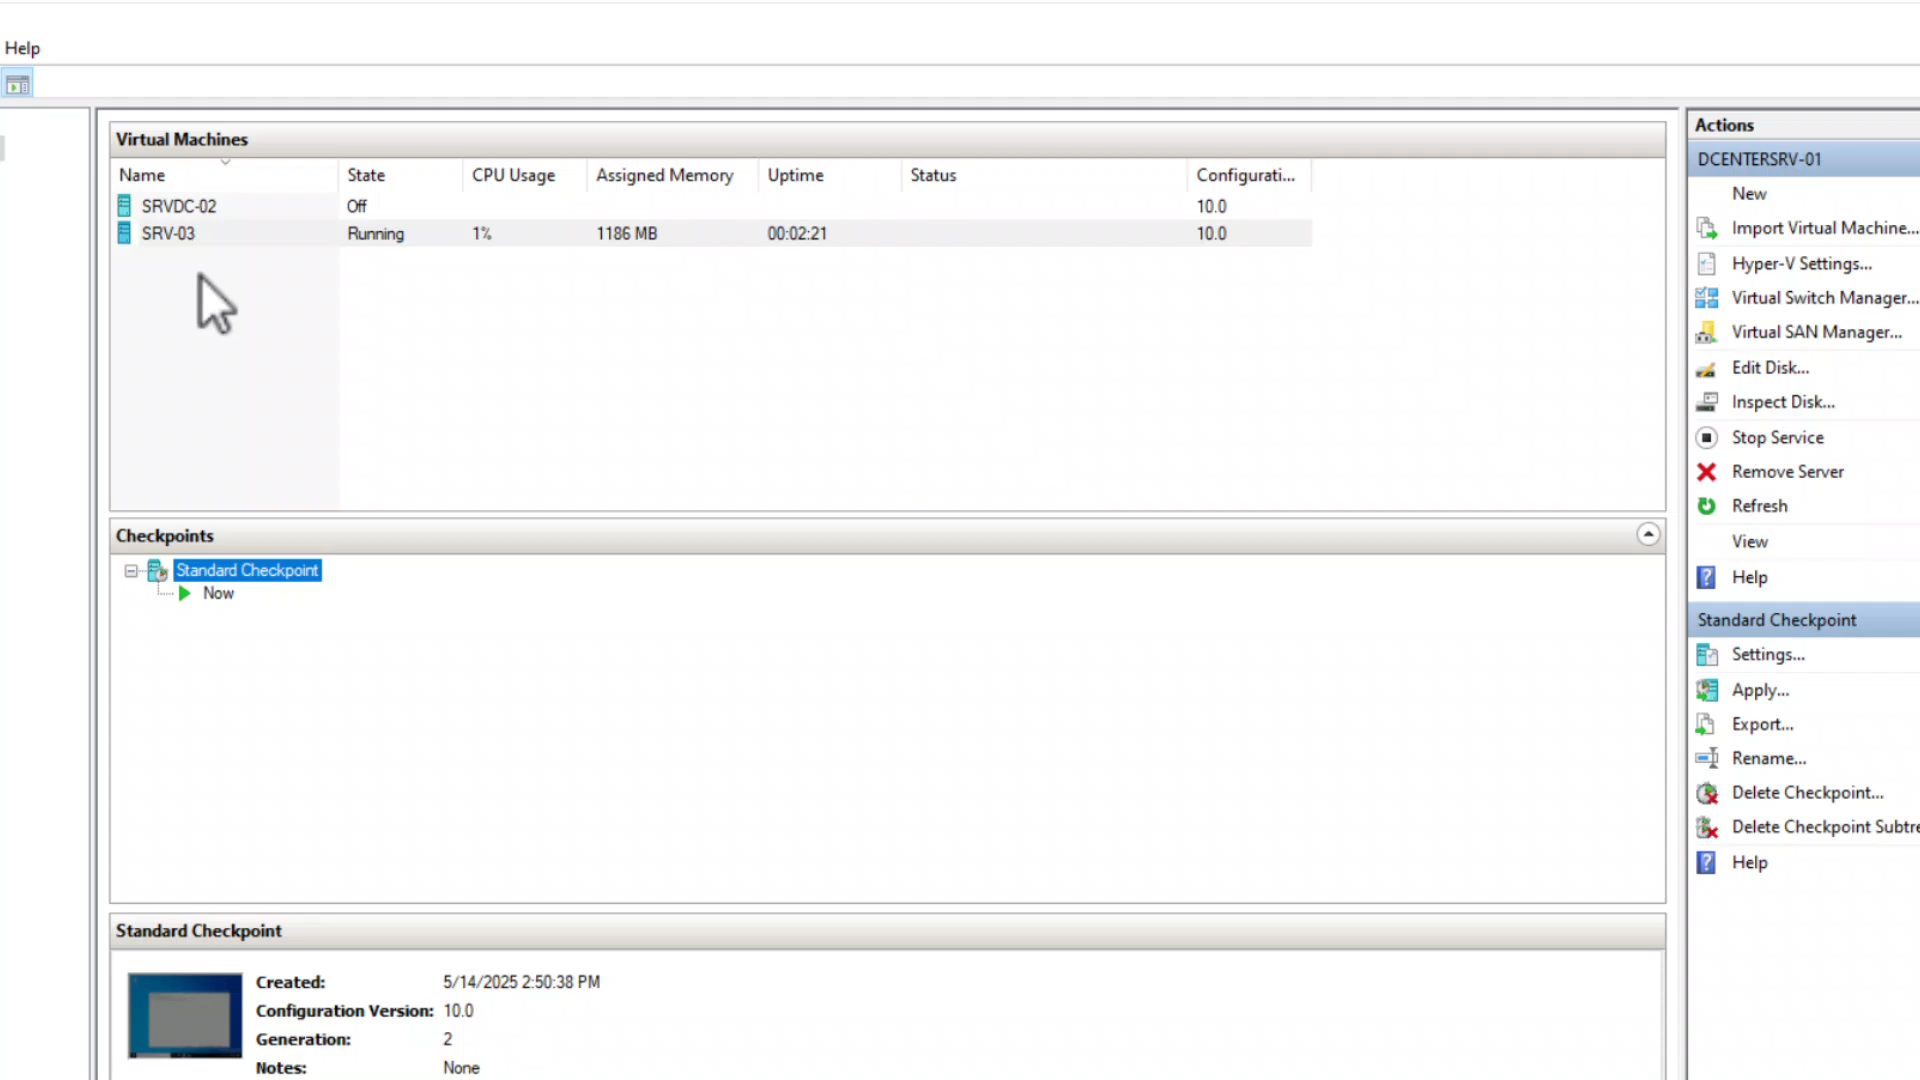 Help
Virtual Machines
Name State CPU Usage Assigned Memory Uptime Status Configurati...
SRVDC-02 Off 10.0
SRV-03 Running 1% 1186 MB 00:02:21 10.0
Checkpoints
Standard Checkpoint
Now
Standard Checkpoint
Created: 5/14/2025 2:50:38 PM
Configuration Version: 10.0
Generation: 2
Notes: None
Actions
DCENTERSRV-01
New
Import Virtual Machine...
Hyper-V Settings...
Virtual Switch Manager...
Virtual SAN Manager...
Edit Disk...
Inspect Disk...
Stop Service
Remove Server
Refresh
View
Help
Standard Checkpoint
Settings...
Apply...
Export...
Rename...
Delete Checkpoint...
Delete Checkpoint Subtre
Help